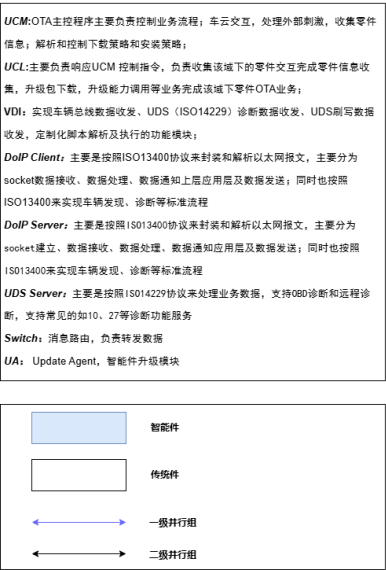 UCM:OTA主控程序主要负责控制业务流程；车云交互，处理外部刺激，收集零件
信息；解析和控制下载策略和安装策略；
UCL:主要负责响应UCM 控制指令，负责收集该域下的零件交互完成零件信息收
集，升级包下载，升级能力调用等业务完成该域下零件OTA业务；
VDI：实现车辆总线数据收发、UDS（ISO14229）诊断数据收发、UDS刷写数据
收发，定制化脚本解析及执行的功能模块；
DoIP Client：主要是按照ISO13400协议来封装和解析以太网报文，主要分为
socket数据接收、数据处理、数据通知上层应用层及数据发送；同时也按照
ISO13400来实现车辆发现、诊断等标准流程
DoIP Server：主要是按照ISO13400协议来封装和解析以太网报文，主要分为
socket建立、数据接收、数据处理、数据通知应用层及数据发送；同时也按照
ISO13400来实现车辆发现、诊断等标准流程
UDS Server：主要是按照ISO14229协议来处理业务数据，支持OBD诊断和远程诊
断，支持常见的如10、27等诊断功能服务
Switch：消息路由，负责转发数据
UA： Update Agent，智能件升级模块
智能件
传统件
一级并行组
二级并行组